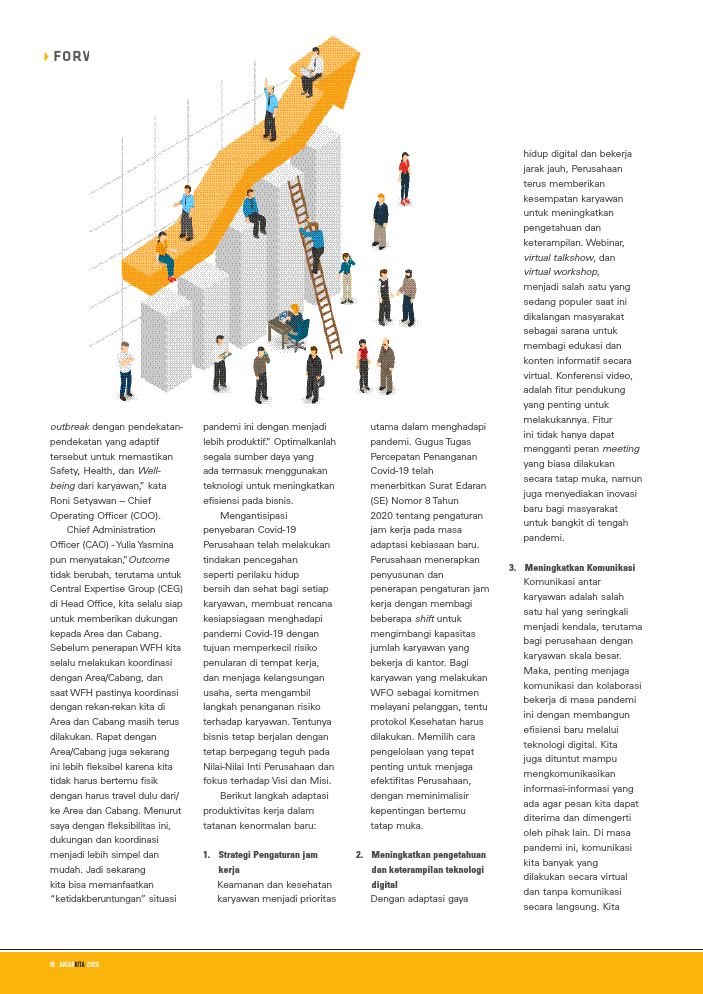 FORV
outbreak dengan pendekatan-
pendekatan yang adaptif
tersebut untuk memastikan
Safety, Health, dan Well-
being dari karyawan,” kata
Roni Setyawan – Chief
Operating Officer (COO).
Chief Administration
Officer (CAO) - Yulia Yasmina
pun menyatakan,”Outcome
tidak berubah, terutama untuk
Central Expertise Group (CEG)
di Head Office, kita selalu siap
untuk memberikan dukungan
kepada Area dan Cabang.
Sebelum penerapan WFH kita
selalu melakukan koordinasi
dengan Area/Cabang, dan
saat WFH pastinya koordinasi
dengan rekan-rekan kita di
Area dan Cabang masih terus
dilakukan. Rapat dengan
Area/Cabang juga sekarang
ini lebih fleksibel karena kita
tidak harus bertemu fisik
dengan harus travel dulu dari/
ke Area dan Cabang. Menurut
saya dengan fleksibilitas ini,
dukungan dan koordinasi
menjadi lebih simpel dan
mudah. Jadi sekarang
kita bisa memanfaatkan
“ketidakberuntungan” situasi
pandemi ini dengan menjadi
lebih produktif.” Optimalkanlah
segala sumber daya yang
ada termasuk menggunakan
teknologi untuk meningkatkan
efisiensi pada bisnis.
Mengantisipasi
penyebaran Covid-19
Perusahaan telah melakukan
tindakan pencegahan
seperti perilaku hidup
bersih dan sehat bagi setiap
karyawan, membuat rencana
kesiapsiagaan menghadapi
pandemi Covid-19 dengan
tujuan memperkecil risiko
penularan di tempat kerja,
dan menjaga kelangsungan
usaha, serta mengambil
langkah penanganan risiko
terhadap karyawan. Tentunya
bisnis tetap berjalan dengan
tetap berpegang teguh pada
Nilai-Nilai Inti Perusahaan dan
fokus terhadap Visi dan Misi.
Berikut langkah adaptasi
produktivitas kerja dalam
tatanan kenormalan baru:
1. Strategi Pengaturan jam
kerja
Keamanan dan kesehatan
karyawan menjadi prioritas
utama dalam menghadapi
pandemi. Gugus Tugas
Percepatan Penanganan
Covid-19 telah
menerbitkan Surat Edaran
(SE) Nomor 8 Tahun
2020 tentang pengaturan
jam kerja pada masa
adaptasi kebiasaan baru.
Perusahaan menerapkan
penyusunan dan
penerapan pengaturan jam
kerja dengan membagi
beberapa shift untuk
mengimbangi kapasitas
jumlah karyawan yang
bekerja di kantor. Bagi
karyawan yang melakukan
WFO sebagai komitmen
melayani pelanggan, tentu
protokol Kesehatan harus
dilakukan. Memilih cara
pengelolaan yang tepat
penting untuk menjaga
efektifitas Perusahaan,
dengan meminimalisir
kepentingan bertemu
tatap muka.
2. Meningkatkan pengetahuan
dan keterampilan teknologi
digital
Dengan adaptasi gaya
hidup digital dan bekerja
jarak jauh, Perusahaan
terus memberikan
kesempatan karyawan
untuk meningkatkan
pengetahuan dan
keterampilan. Webinar,
virtual talkshow, dan
virtual workshop,
menjadi salah satu yang
sedang populer saat ini
dikalangan masyarakat
sebagai sarana untuk
membagi edukasi dan
konten informatif secara
virtual. Konferensi video,
adalah fitur pendukung
yang penting untuk
melakukannya. Fitur
ini tidak hanya dapat
mengganti peran meeting
yang biasa dilakukan
secara tatap muka, namun
juga menyediakan inovasi
baru bagi masyarakat
untuk bangkit di tengah
pandemi.
3. Meningkatkan Komunikasi
Komunikasi antar
karyawan adalah salah
satu hal yang seringkali
menjadi kendala, terutama
bagi perusahaan dengan
karyawan skala besar.
Maka, penting menjaga
komunikasi dan kolaborasi
bekerja di masa pandemi
ini dengan membangun
efisiensi baru melalui
teknologi digital. Kita
juga dituntut mampu
mengkomunikasikan
informasi-informasi yang
ada agar pesan kita dapat
diterima dan dimengerti
oleh pihak lain. Di masa
pandemi ini, komunikasi
kita banyak yang
dilakukan secara virtual
dan tanpa komunikasi
secara langsung. Kita
18 ANTARKITA 2020